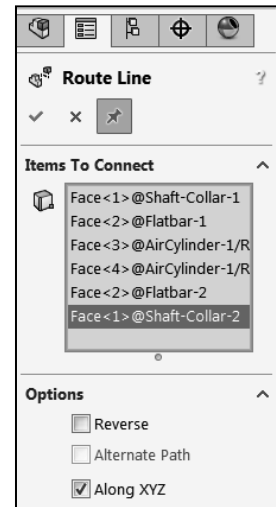 Route Line
?
Items To Connect
Face<1>@Shaft-Collar-1
Face<2>@Flatbar-1
Face<3>@AirCylinder-1/R
Face<4>@AirCylinder-1/R
Face<2>@Flatbar-2
Face<1>@Shaft-Collar-2
Options
Reverse
Alternate Path
Along XYZ